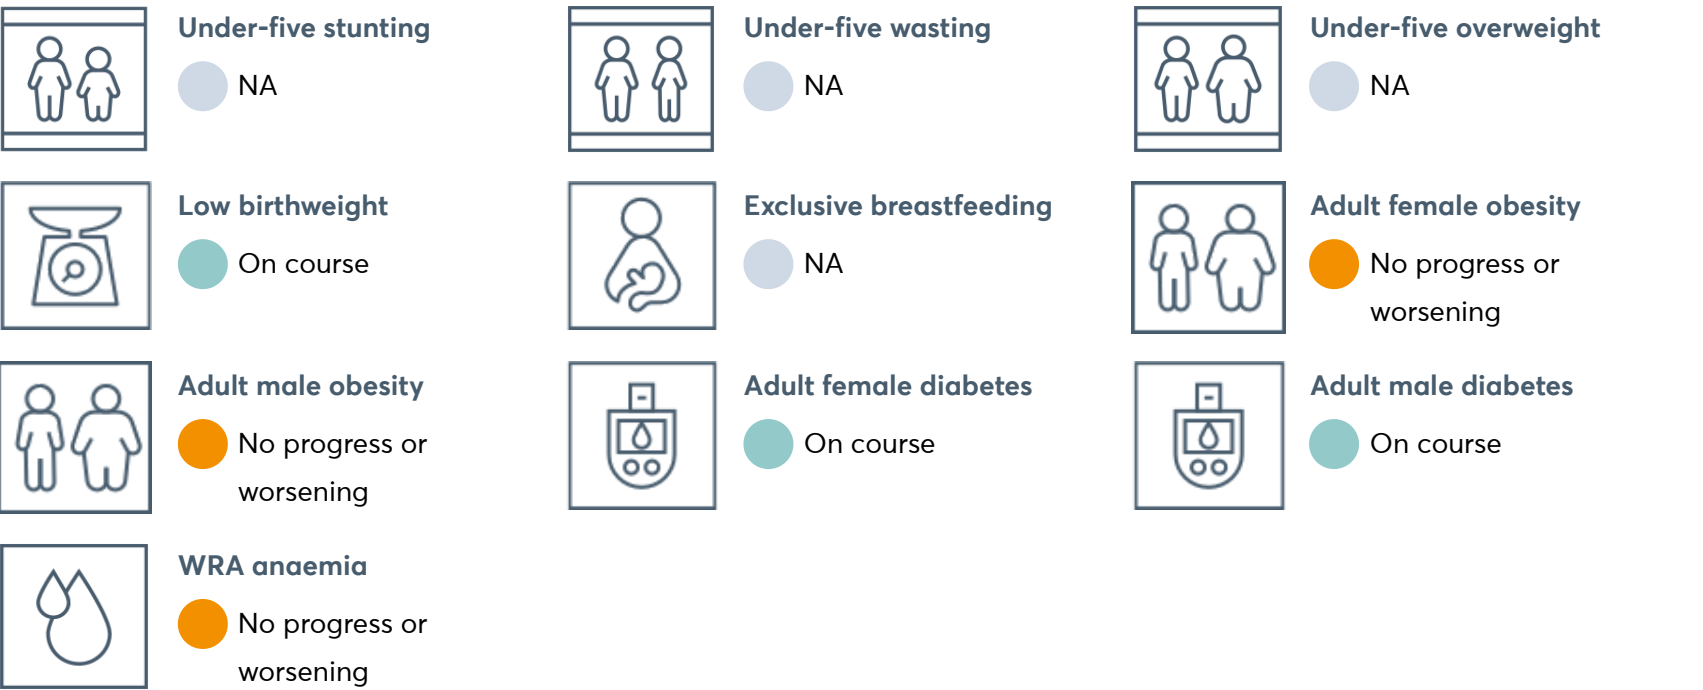 Under-five stunting
NA
Under-five wasting
NA
Under-five overweight
NA
Low birthweight
On course
Exclusive breastfeeding
NA
Adult female obesity
No progress or
worsening
Adult male obesity
No progress or
worsening
Adult female diabetes
On course
Adult male diabetes
On course
WRA anaemia
No progress or
worsening